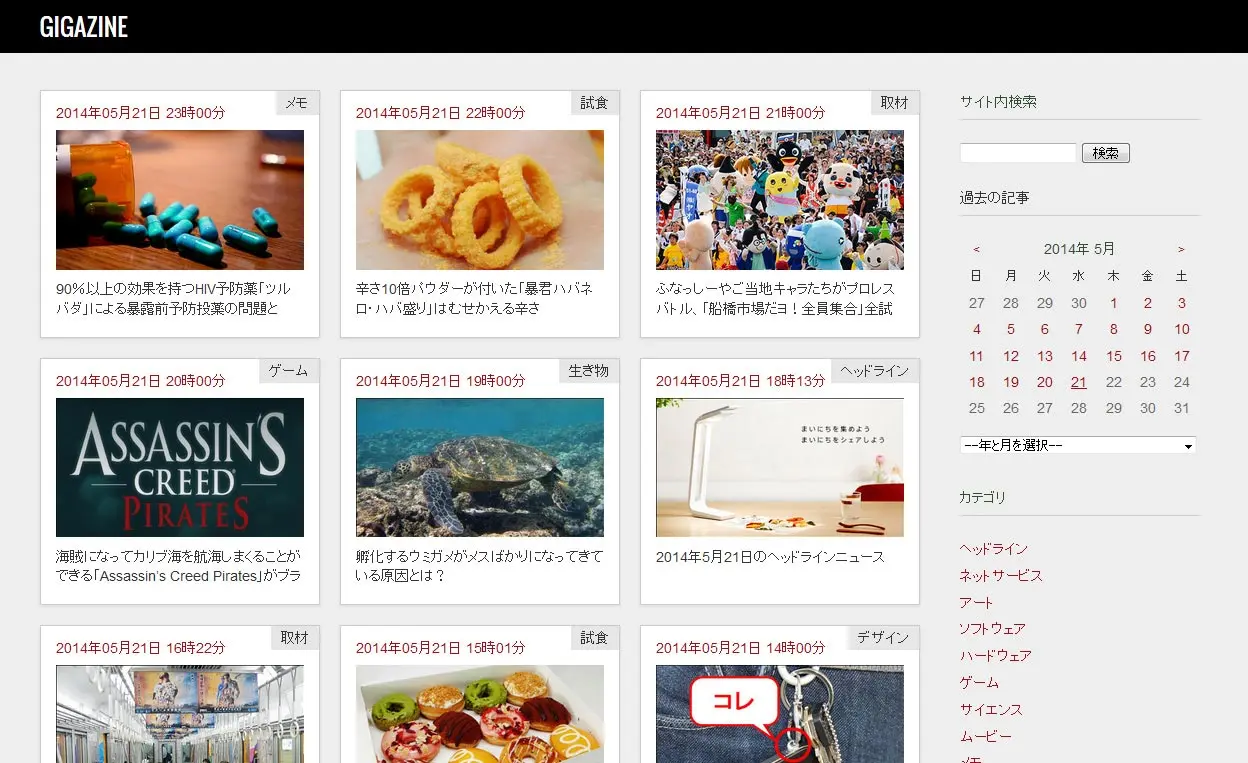 GIGAZINE
2014年05月21日 23時00分
メモ
90%以上の効果を持つHIV予防薬「ツル
バダ」による暴露前予防投薬の問題と
2014年05月21日 22時00分
試食
辛さ10倍パウダーが付いた「暴君ハバネ
ロ・ハバ盛り」はむせかえる辛さ
2014年05月21日 21時00分
取材
ふなっしーやご当地キャラたちがプロレス
バトル、「船橋市場だヨ！全員集合」全試
2014年05月21日 20時00分
ゲーム
ASSASSIN'S
CREED
PIRATES
海賊になってカリブ海を航海しまくることが
できる「Assassin's Creed Pirates」がブラ
2014年05月21日 19時00分
生き物
孵化するウミガメがメスばかりになってきて
いる原因とは？
2014年05月21日 18時13分
ヘッドライン
まいにちを集めよう
まいにちをシェアしよう
2014年5月21日のヘッドラインニュース
2014年05月21日 16時22分
取材
2014年05月21日 15時01分
試食
2014年05月21日 14時00分
デザイン
コレ
サイト内検索
検索
過去の記事
< 2014年 5月 >
日 月 火 水 木 金 土
27 28 29 30 1 2 3
4 5 6 7 8 9 10
11 12 13 14 15 16 17
18 19 20 21 22 23 24
25 26 27 28 29 30 31
--年と月を選択--
カテゴリ
ヘッドライン
ネットサービス
アート
ソフトウェア
ハードウェア
ゲーム
サイエンス
ムービー
メモ